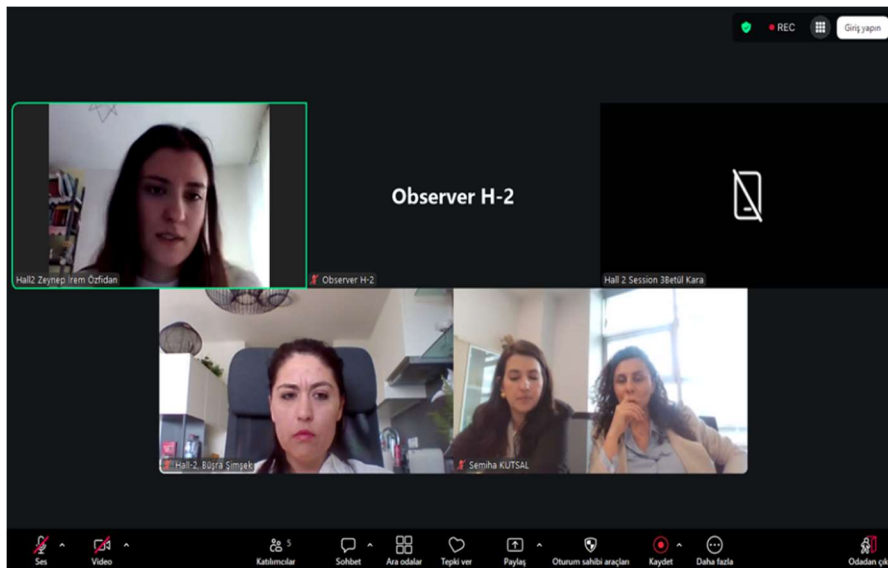 REC
Giriş yapın
Observer H-2
Hall2 Zeynep İrem Özfidan
Observer H-2
Hall 2 Session 3Betül Kara
Hall-2, Büşra Şimşek
Semiha KUTSAL
Ses
Video
Katılımcılar
5
Sohbet
Ara odalar
Tepki ver
Paylaş
Oturum sahibi araçları
Kaydet
Daha fazla
Odadan çık